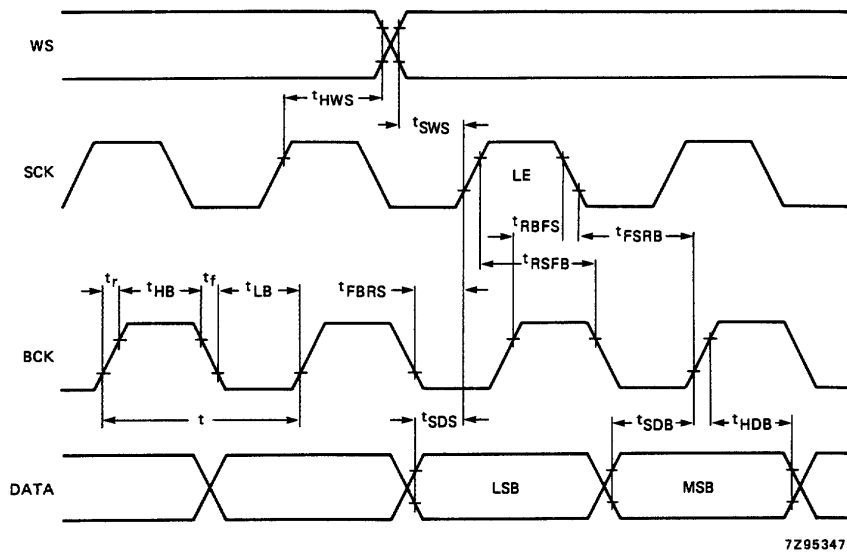 WS
tHWS
tSWS
SCK
LE
tRBFS
tFSRB
tRSFB
tr
tHB
tf
tLB
tFBRS
BCK
t
tSDS
tSDB
tHDB
DATA
LSB
MSB
7Z95347